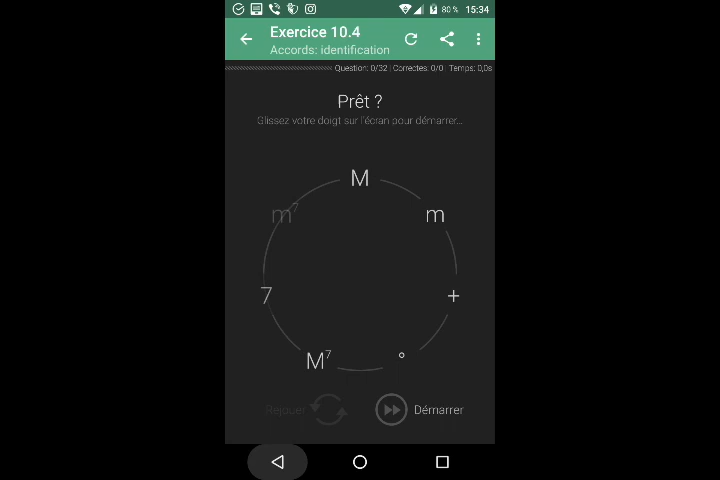 80 % 15:34
Exercice 10.4
Accords: identification
Question: 0/32 | Correctes: 0/0 | Temps: 0,0s
Prêt ?
Glissez votre doigt sur l'écran pour démarrer...
M
m⁷ m
7 +
M⁷ °
Rejouer Démarrer